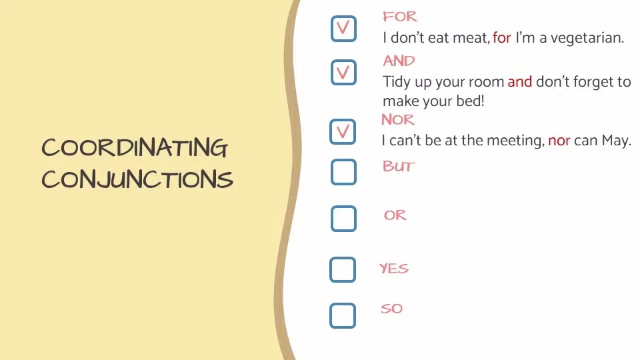 COORDINATING
CONJUNCTIONS
FOR
I don't eat meat, for I'm a vegetarian.
AND
Tidy up your room and don't forget to
make your bed!
NOR
I can't be at the meeting, nor can May.
BUT
OR
YES
SO